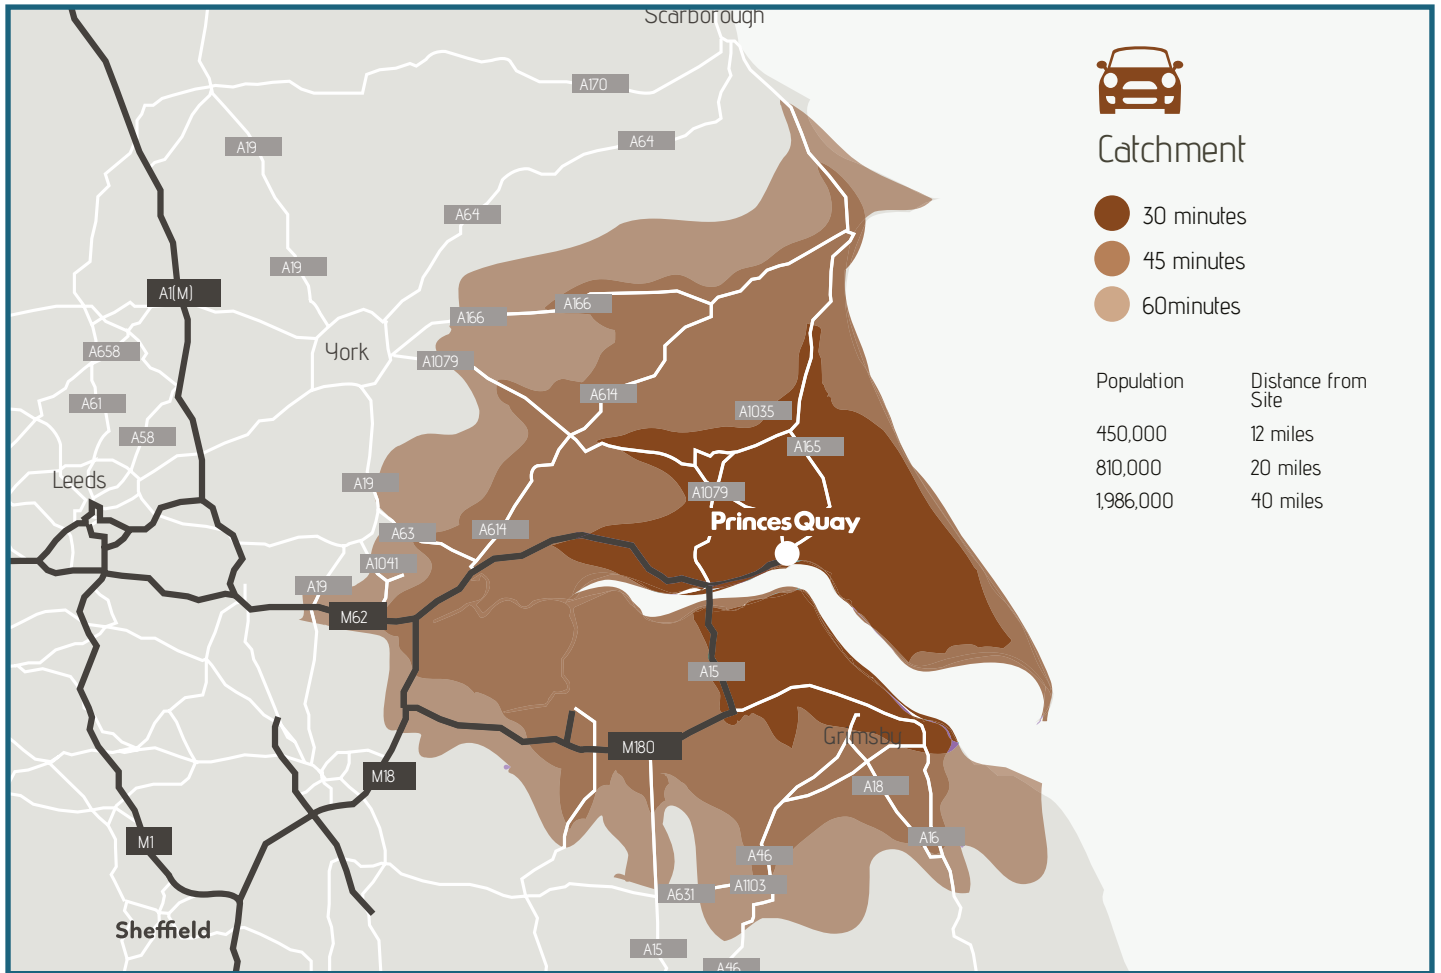 Scarborough
A170
A64
A19
A64
A19
A1(M)
A166
A166
York
A658
A1079
A614
A61
A1035
A58
A165
Leeds
A19
A1079
Princes Quay
A63
A614
A1041
A19
M62
A15
Grimsby
M180
M18
A18
M1
A16
A46
A1103
A631
Sheffield
A15
A46
Catchment
30 minutes
45 minutes
60minutes
Population
Distance from
Site
450,000
12 miles
810,000
20 miles
1,986,000
40 miles